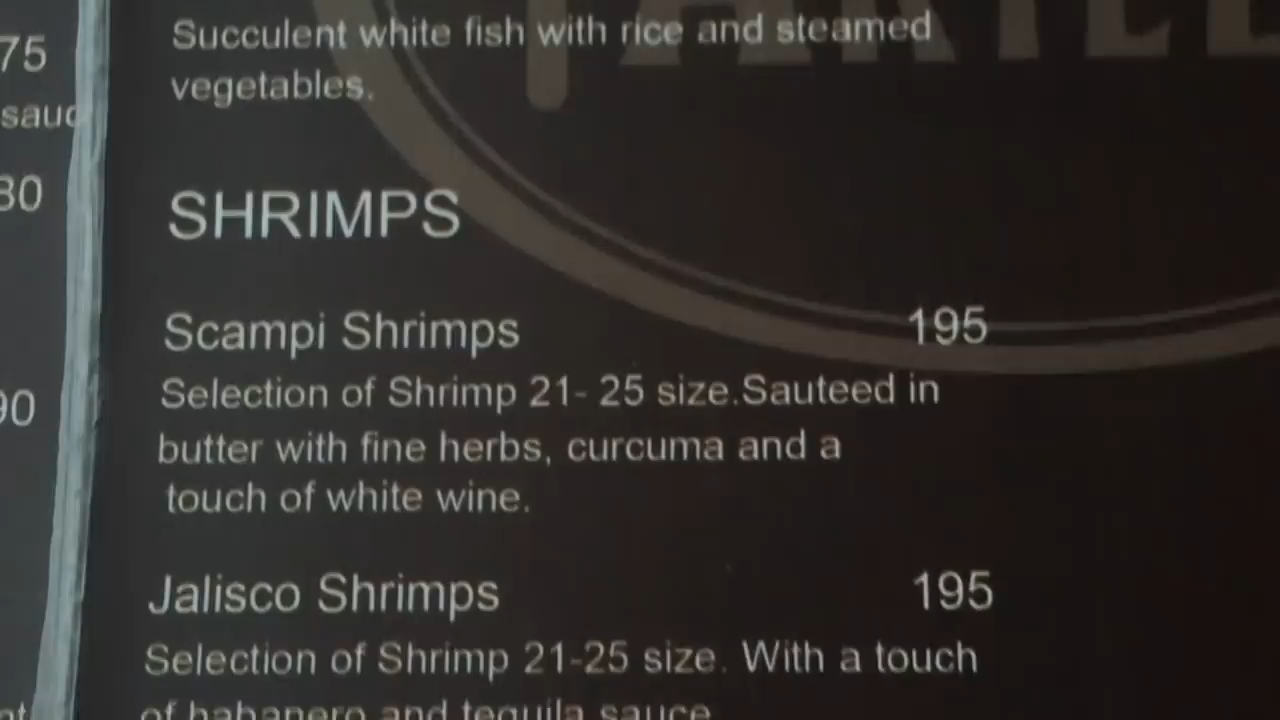 75
sauc
80
90
Succulent white fish with rice and steamed
vegetables.
SHRIMPS
Scampi Shrimps 195
Selection of Shrimp 21- 25 size.Sauteed in
butter with fine herbs, curcuma and a
touch of white wine.
Jalisco Shrimps 195
Selection of Shrimp 21-25 size. With a touch
of habanero and tequila sauce